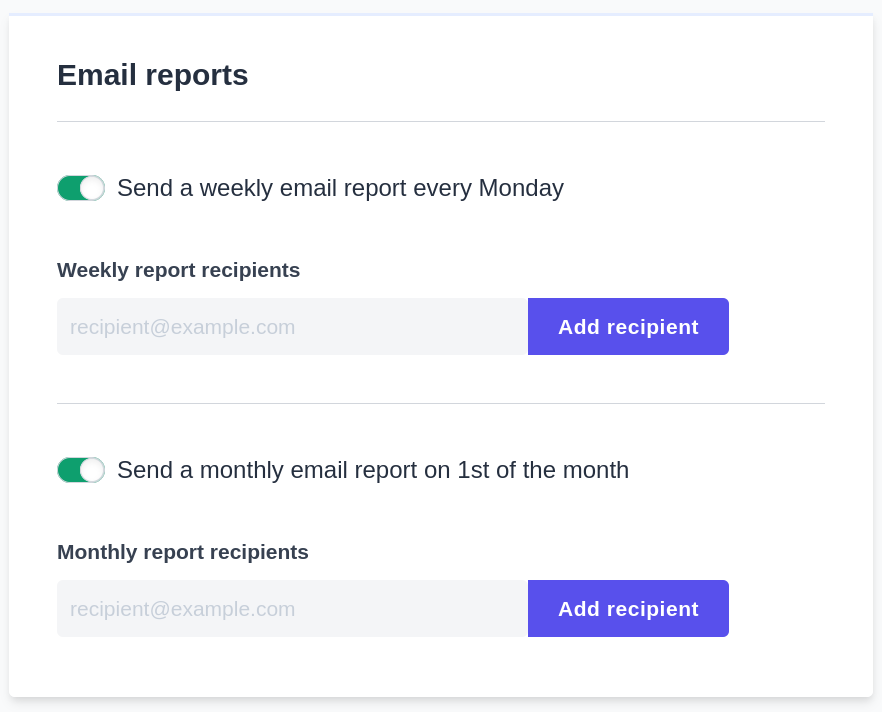 Email reports
Send a weekly email report every Monday
Weekly report recipients
recipient@example.com
Add recipient
Send a monthly email report on 1st of the month
Monthly report recipients
recipient@example.com
Add recipient